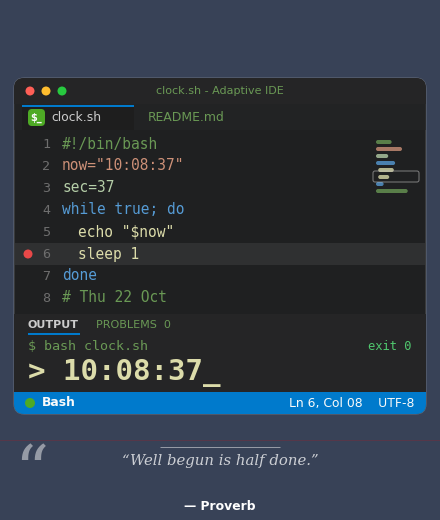 clock.sh - Adaptive IDE
$_ clock.sh README.md
1 #!/bin/bash
2 now="10:08:37"
3 sec=37
4 while true; do
5 echo "$now"
6 sleep 1
7 done
8 # Thu 22 Oct
OUTPUT PROBLEMS 0
$ bash clock.sh exit 0
> 10:08:37_
Bash Ln 6, Col 08 UTF-8
“
“Well begun is half done.”
— Proverb